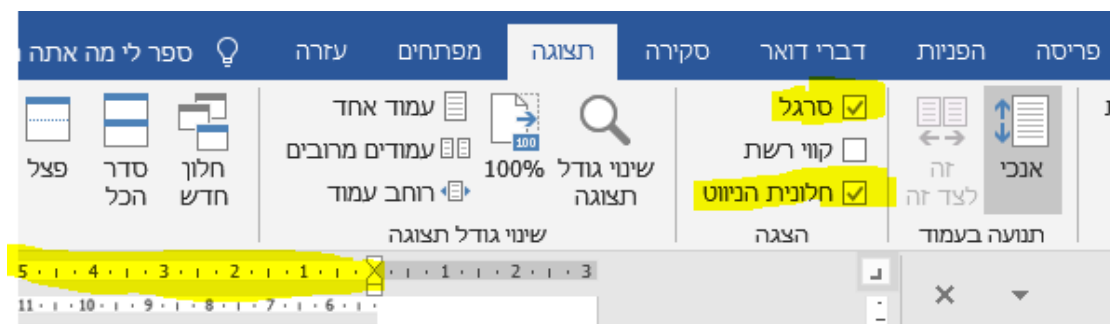 פריסה הפניות דברי דואר סקירה תצוגה מפתחים עזרה ספר לי מה אתה
אנכי
זה
לצד זה
תנועה בעמוד
סרגל
קווי רשת
חלונית הניווט
הצגה
שינוי גודל
תצוגה
100%
100
עמוד אחד
עמודים מרובים
רוחב עמוד
שינוי גודל תצוגה
חלון
חדש
סדר
הכל
פצל
5 4 3 2 1 1 2 3
11 10 9 8 7 6